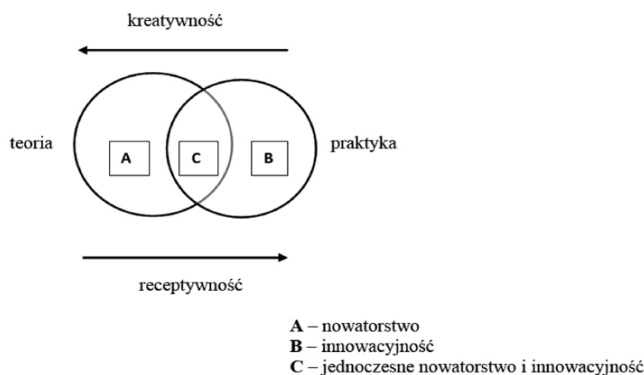 kreatywność
teoria
A
C
B
praktyka
receptywność
A – nowatorstwo
B – innowacyjność
C – jednoczesne nowatorstwo i innowacyjność